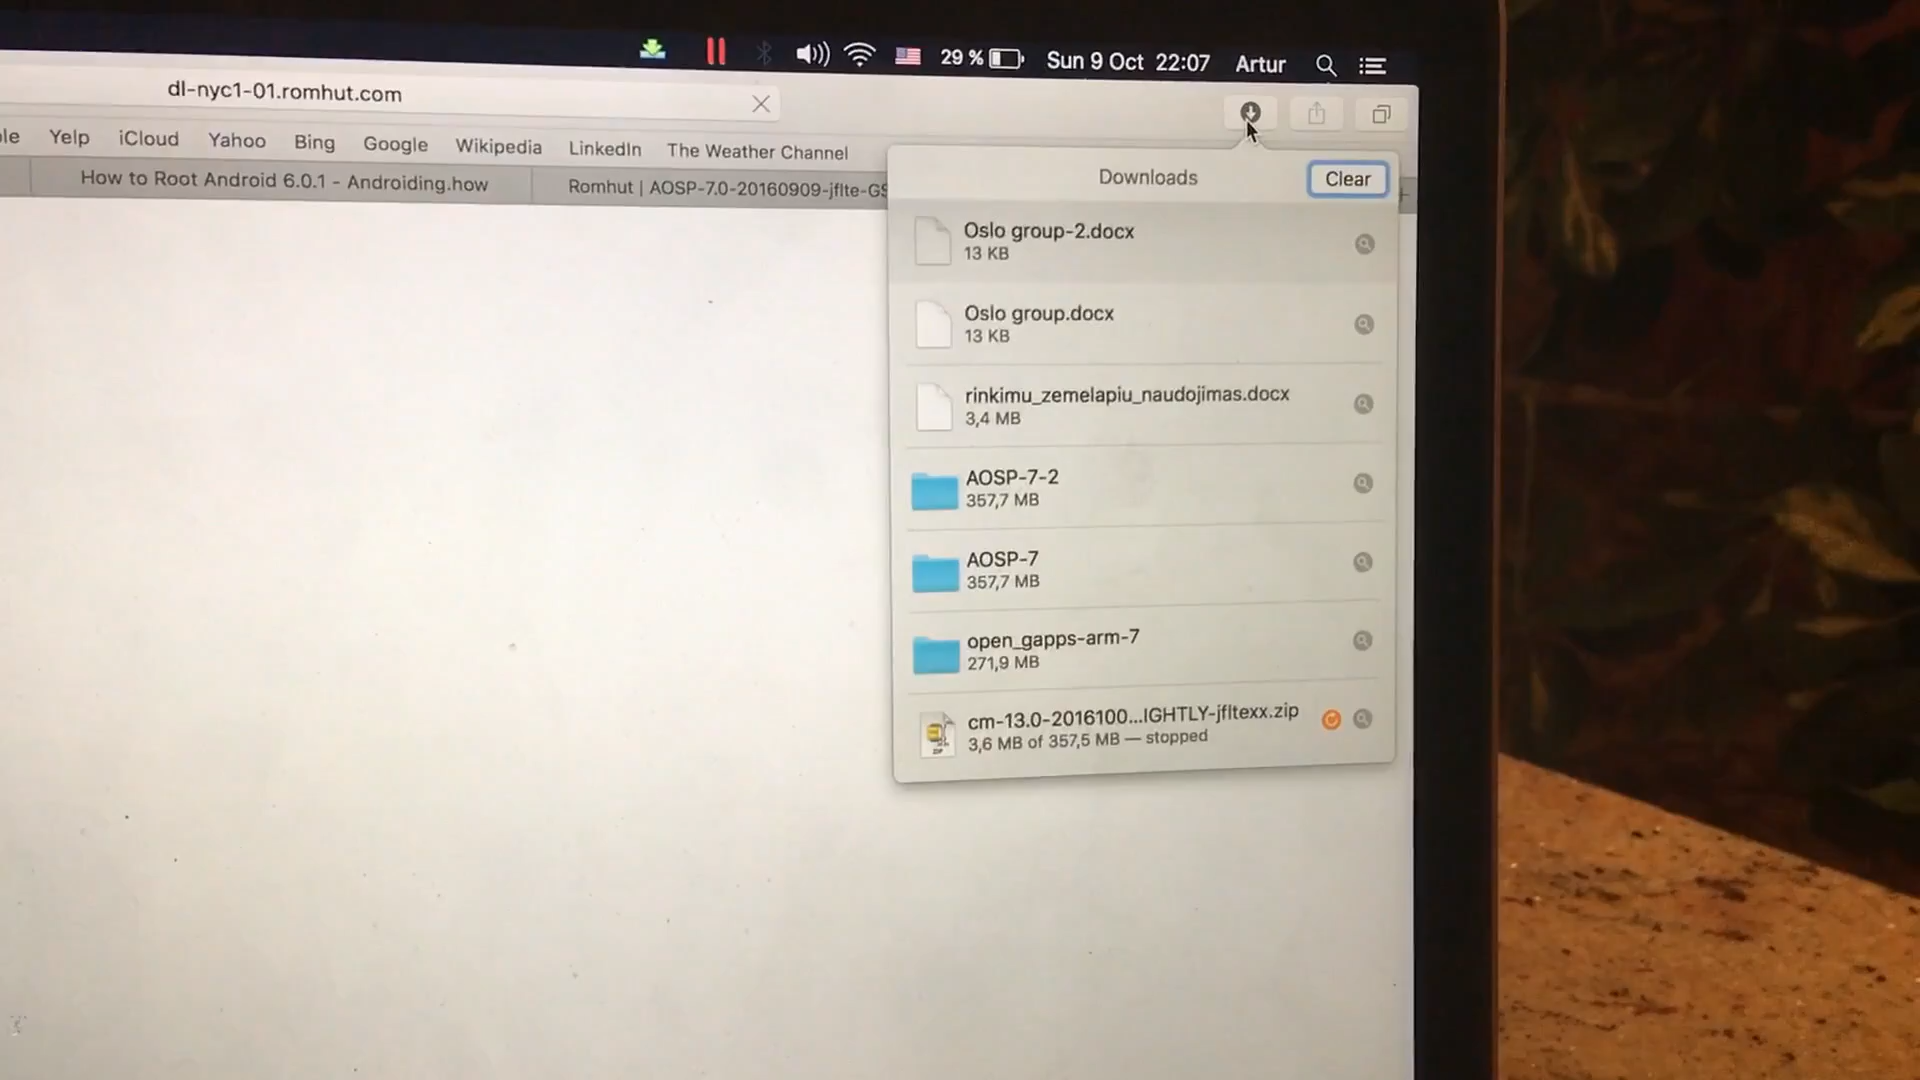 29 %
Sun 9 Oct 22:07
Artur
dl-nyc1-01.romhut.com
Yelp
iCloud
Yahoo
Bing
Google
Wikipedia
LinkedIn
The Weather Channel
How to Root Android 6.0.1 - Androiding.how
Romhut | AOSP-7.0-20160909-jflte-GS
Downloads
Clear
Oslo group-2.docx
13 KB
Oslo group.docx
13 KB
rinkimu_zemelapiu_naudojimas.docx
3,4 MB
AOSP-7-2
357,7 MB
AOSP-7
357,7 MB
open_gapps-arm-7
271,9 MB
cm-13.0-2016100...IGHTLY-jfltexx.zip
3,6 MB of 357,5 MB — stopped
ZIP